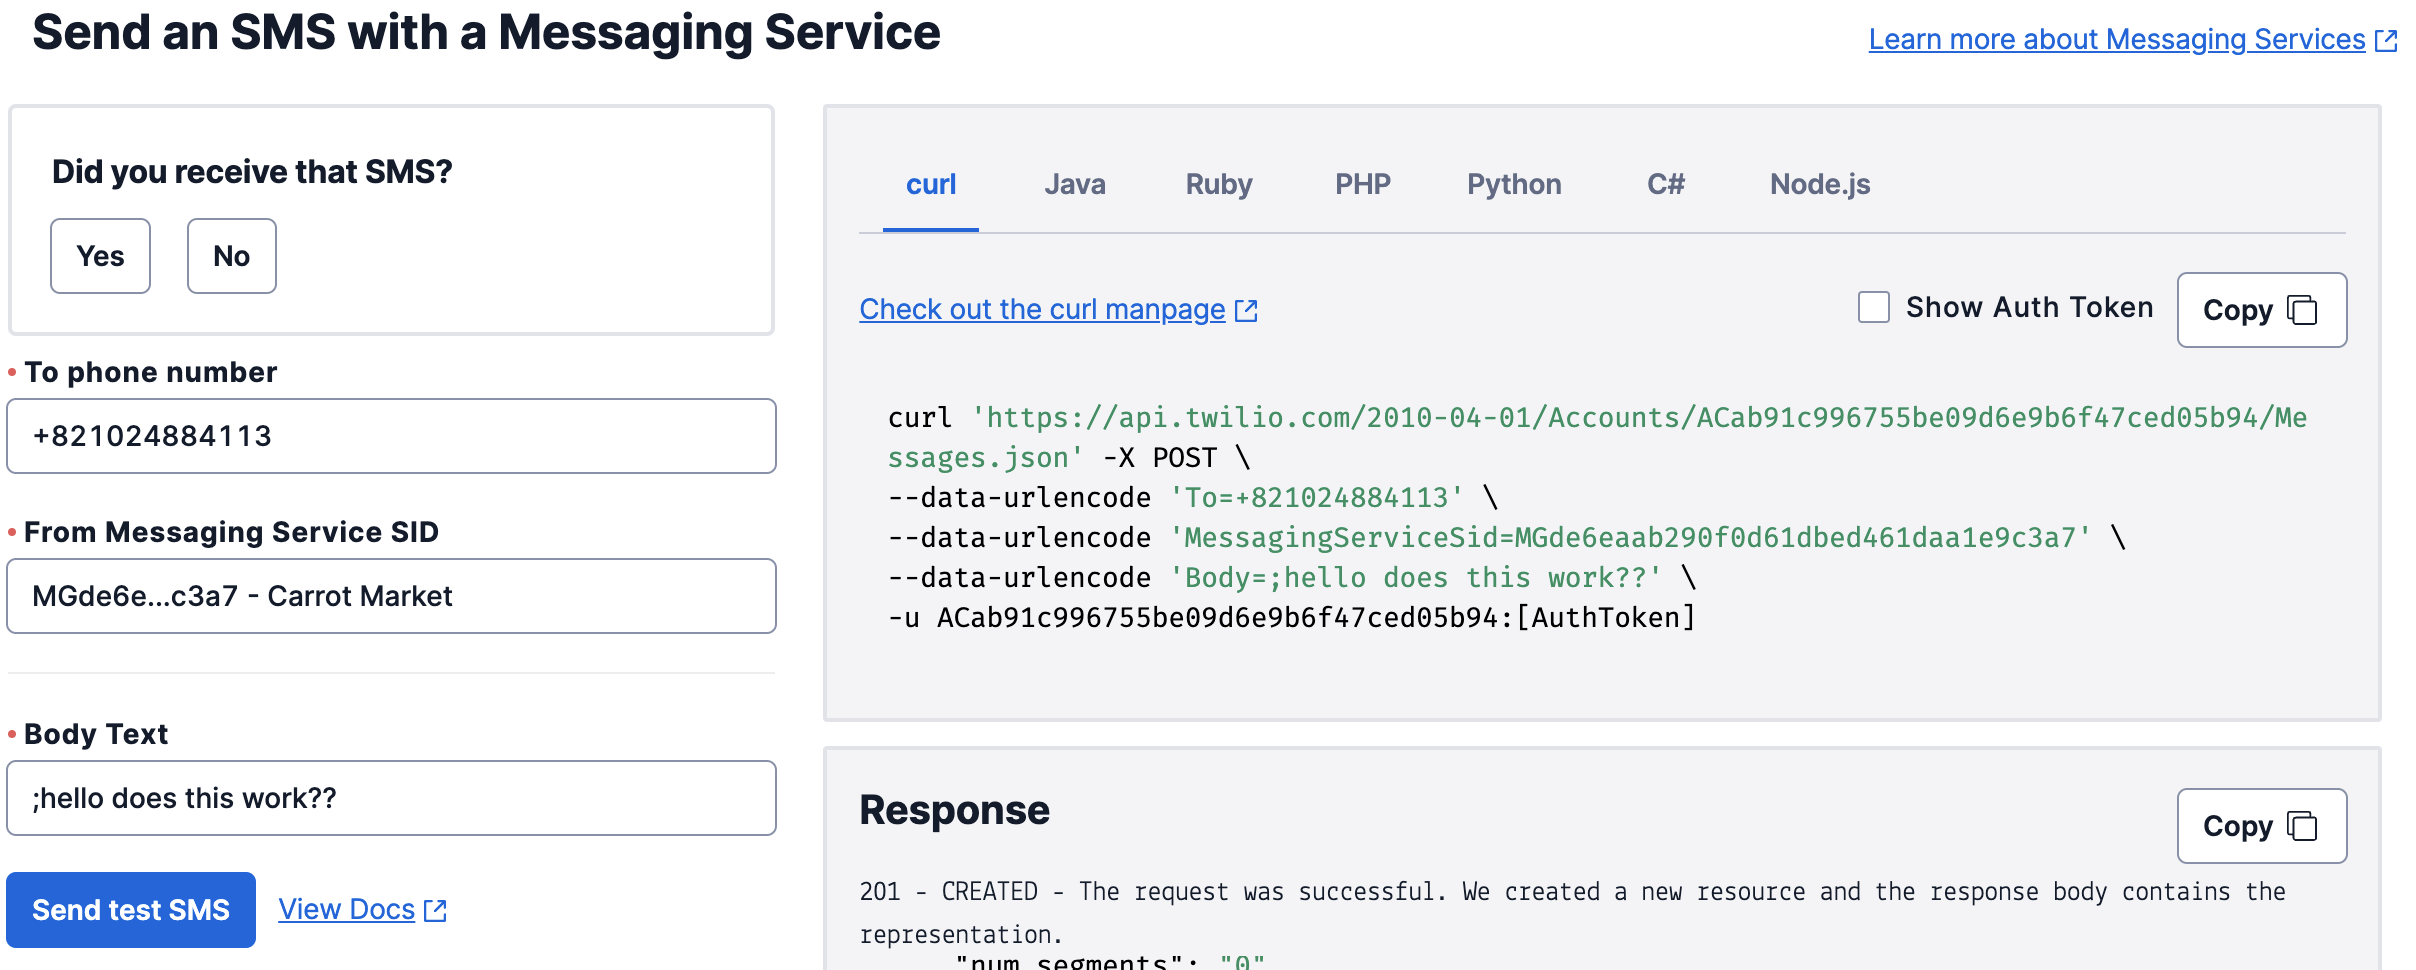 Send an SMS with a Messaging Service
Learn more about Messaging Services
Did you receive that SMS?
Yes
No
To phone number
+821024884113
From Messaging Service SID
MGde6e...c3a7 - Carrot Market
Body Text
;hello does this work??
Send test SMS
View Docs
curl
Java
Ruby
PHP
Python
C#
Node.js
Check out the curl manpage
Show Auth Token
Copy
curl 'https://api.twilio.com/2010-04-01/Accounts/ACab91c996755be09d6e9b6f47ced05b94/Me
ssages.json' -X POST \
--data-urlencode 'To=+821024884113' \
--data-urlencode 'MessagingServiceSid=MGde6eaab290f0d61dbed461daa1e9c3a7' \
--data-urlencode 'Body=;hello does this work??' \
-u ACab91c996755be09d6e9b6f47ced05b94:[AuthToken]
Response
Copy
201 - CREATED - The request was successful. We created a new resource and the response body contains the
representation.
"num_segments": "0"